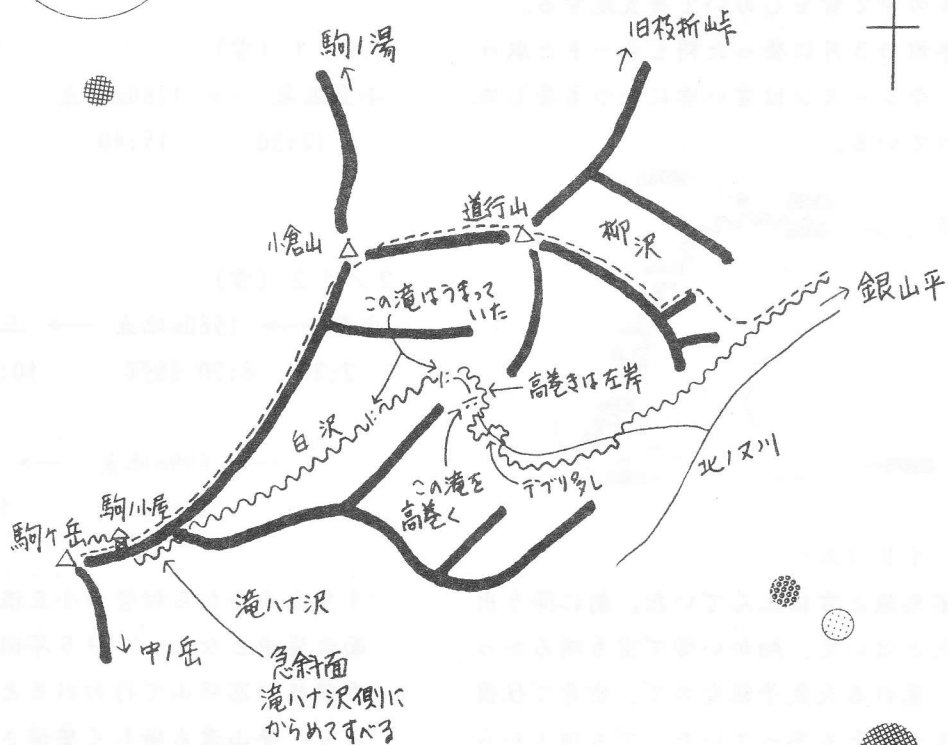 駒ノ湯
旧枝折峠
道行山
小倉山
柳沢
銀山平
この滝はうまって
いた
高巻きは左岸
白沢
北ノ又川
この滝を
高巻く
デブリ多し
駒ノ小屋
駒ヶ岳
滝ハナ沢
中ノ岳
急斜面
滝ハナ沢側に
からめてすべる